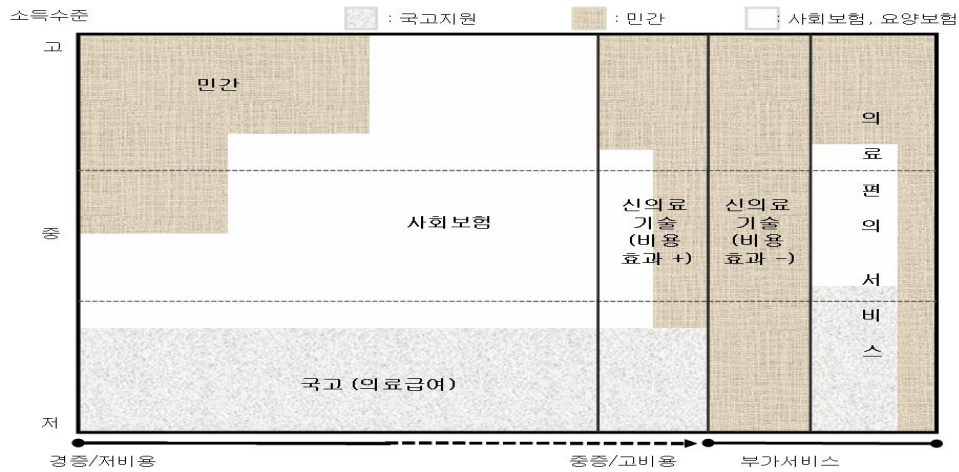 소득수준
: 국고지원
: 민간
: 사회보험, 요양보험
고
중
저
민간
사회보험
국고 (의료급여)
신의료
기술
(비용
효과 +)
신의료
기술
(비용
효과 -)
의
료
편
의
서
비
스
경증/저비용
중증/고비용
부가서비스